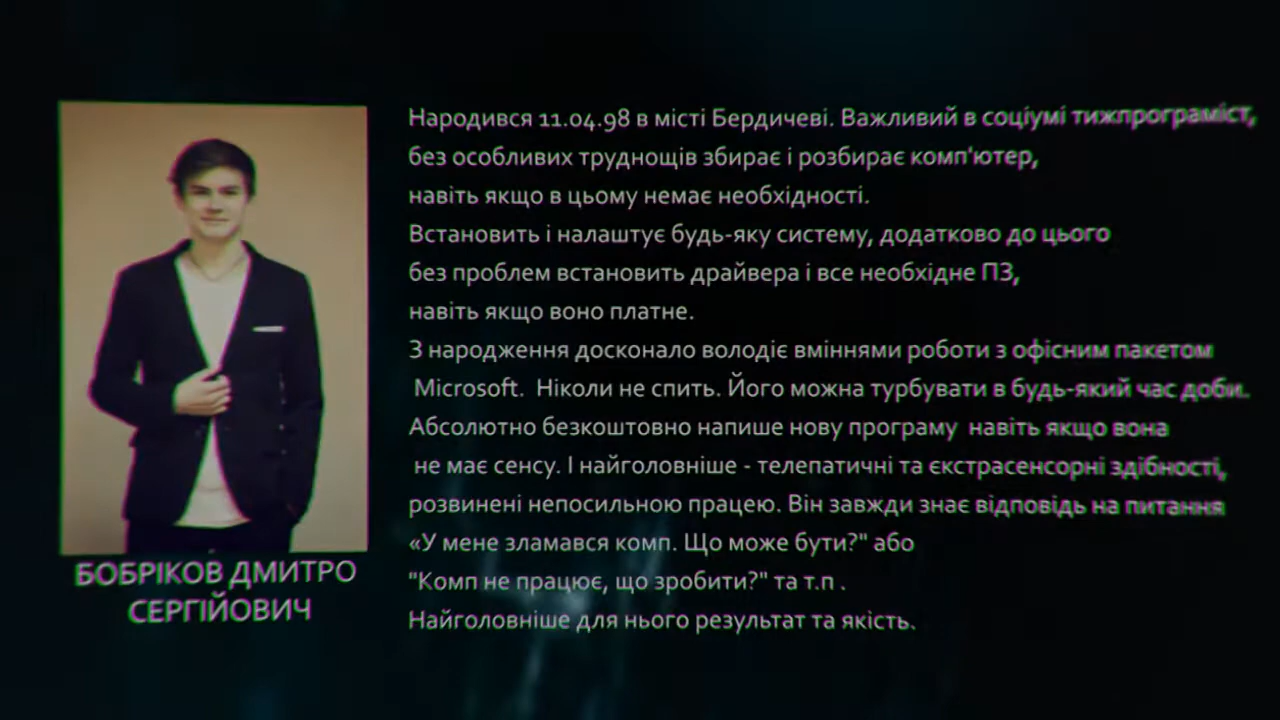 Народився 11.04.98 в місті Бердичеві. Важливий в соціумі тижпрограміст,
без особливих труднощів збирає і розбирає комп'ютер,
навіть якщо в цьому немає необхідності.
Встановить і налаштує будь-яку систему, додатково до цього
без проблем встановить драйвера і все необхідне ПЗ,
навіть якщо воно платне.
З народження досконало володіє вміннями роботи з офісним пакетом
Microsoft. Ніколи не спить. Його можна турбувати в будь-який час доби.
Абсолютно безкоштовно напише нову програму навіть якщо вона
не має сенсу. І найголовніше - телепатичні та єкстрасенсорні здібності,
розвинені непосильною працею. Він завжди знає відповідь на питання
«У мене зламався комп. Що може бути?" або
"Комп не працює, що зробити?" та т.п .
Найголовніше для нього результат та якість.
БОБРІКОВ ДМИТРО
СЕРГІЙОВИЧ